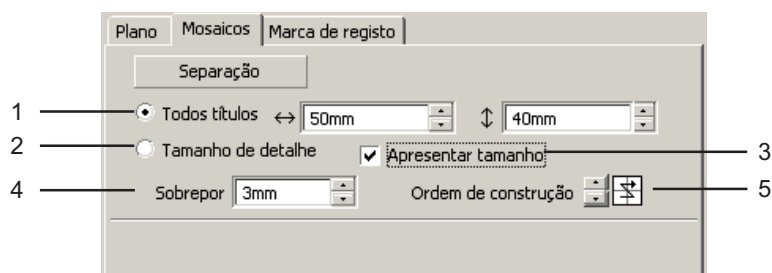 Plano Mosaicos Marca de registo
Separação
1 Todos títulos 50mm 40mm
2 Tamanho de detalhe Apresentar tamanho 3
4 Sobrepor 3mm Ordem de construção 5